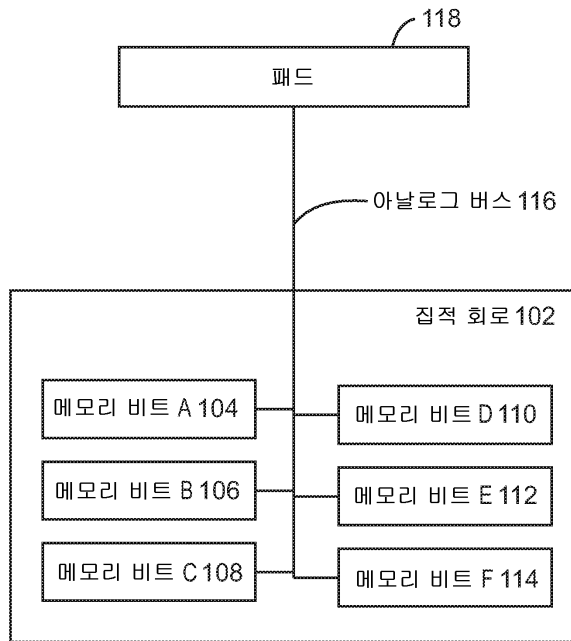 118
패드
아날로그 버스 116
집적 회로 102
메모리 비트 A 104
메모리 비트 D 110
메모리 비트 B 106
메모리 비트 E 112
메모리 비트 C 108
메모리 비트 F 114